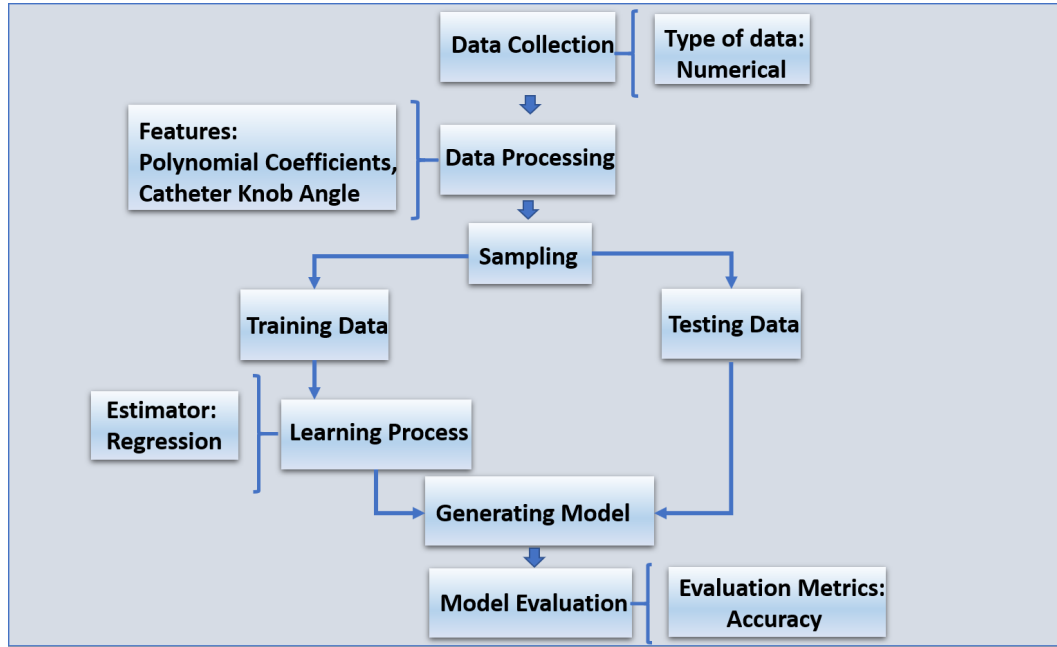 Data Collection
Type of data:
Numerical
Features:
Polynomial Coefficients,
Catheter Knob Angle
Data Processing
Sampling
Training Data
Testing Data
Estimator:
Regression
Learning Process
Generating Model
Model Evaluation
Evaluation Metrics:
Accuracy